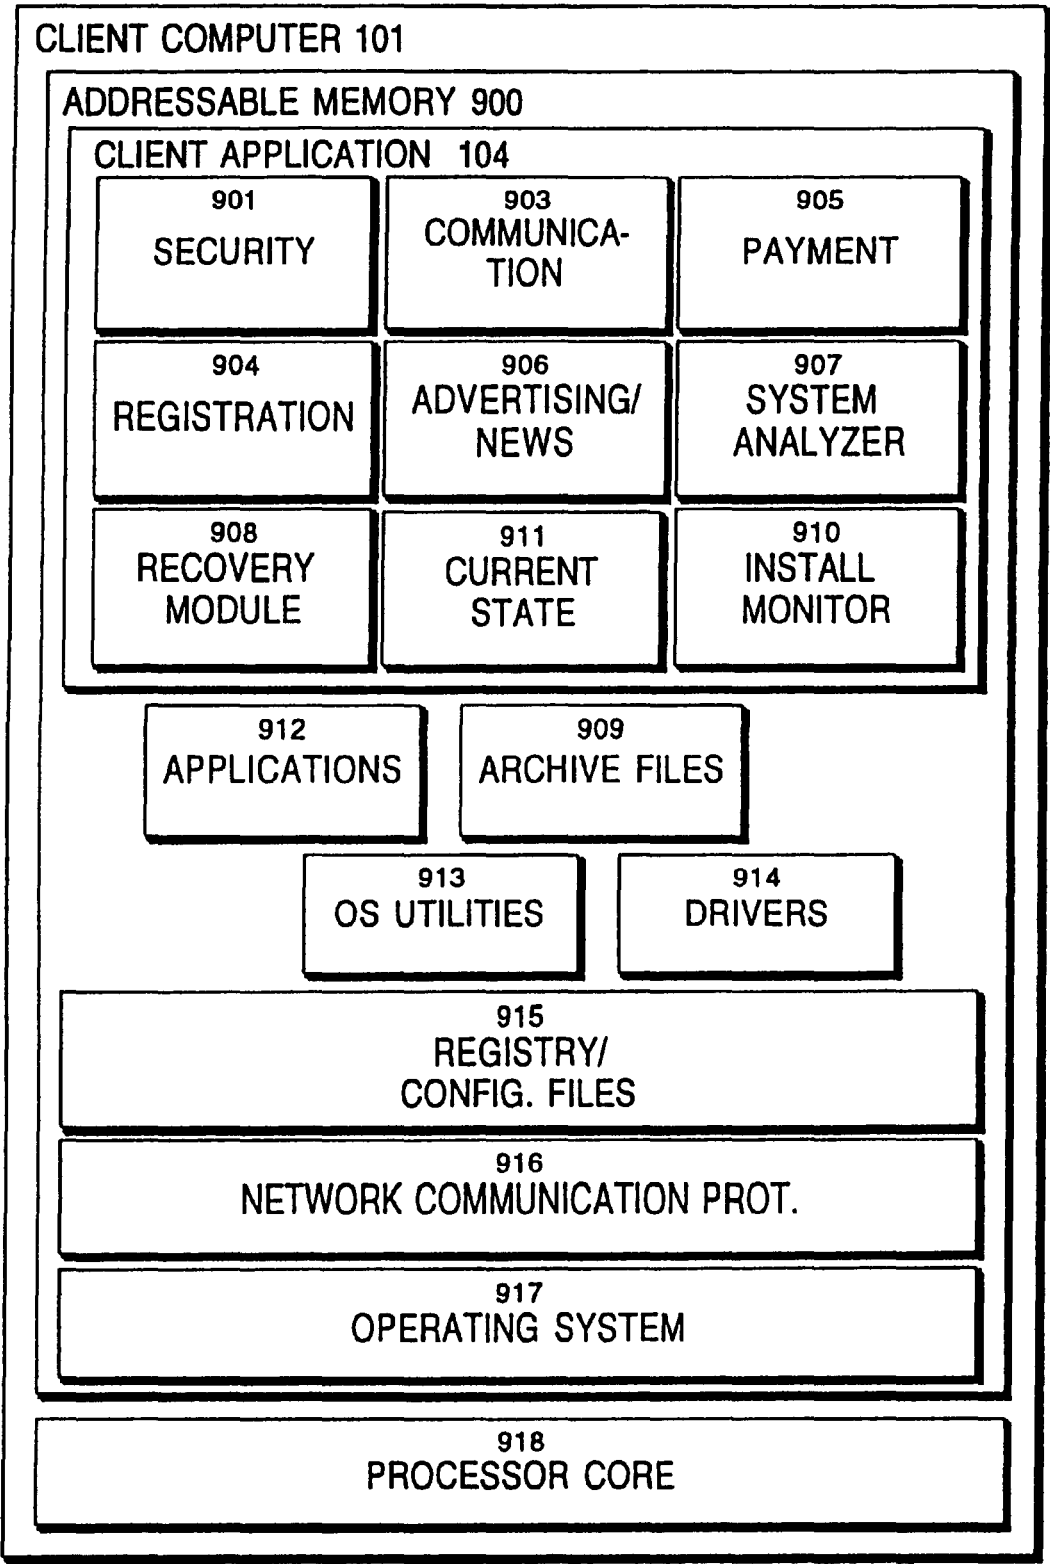 CLIENT COMPUTER 101
ADDRESSABLE MEMORY 900
CLIENT APPLICATION 104
901
SECURITY
903
COMMUNICA-
TION
905
PAYMENT
904
REGISTRATION
906
ADVERTISING/
NEWS
907
SYSTEM
ANALYZER
908
RECOVERY
MODULE
911
CURRENT
STATE
910
INSTALL
MONITOR
912
APPLICATIONS
909
ARCHIVE FILES
913
OS UTILITIES
914
DRIVERS
915
REGISTRY/
CONFIG. FILES
916
NETWORK COMMUNICATION PROT.
917
OPERATING SYSTEM
918
PROCESSOR CORE